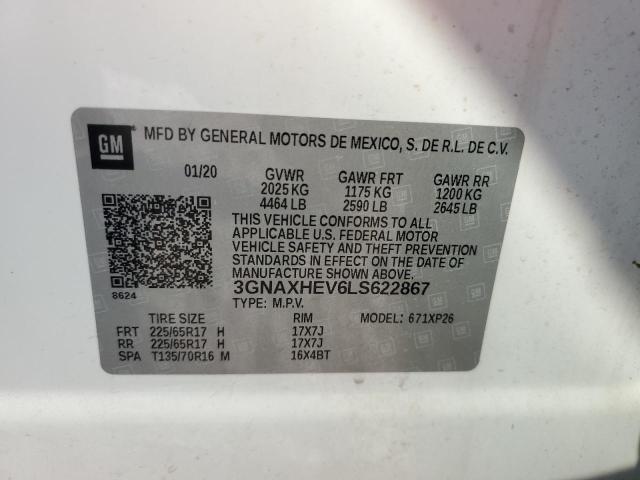 GM MFD BY GENERAL MOTORS DE MEXICO, S. DE R.L. DE C.V.
01/20 GVWR GAWR FRT GAWR RR
2025 KG 1175 KG 1200 KG
4464 LB 2590 LB 2645 LB
THIS VEHICLE CONFORMS TO ALL
APPLICABLE U.S. FEDERAL MOTOR
VEHICLE SAFETY AND THEFT PREVENTION
STANDARDS IN EFFECT ON THE DATE OF
MANUFACTURE SHOWN ABOVE.
8624 3GNAXHEV6LS622867
TYPE: M.P.V.
TIRE SIZE RIM MODEL: 671XP26
FRT 225/65R17 H 17X7J
RR 225/65R17 H 17X7J
SPA T135/70R16 M 16X4BT